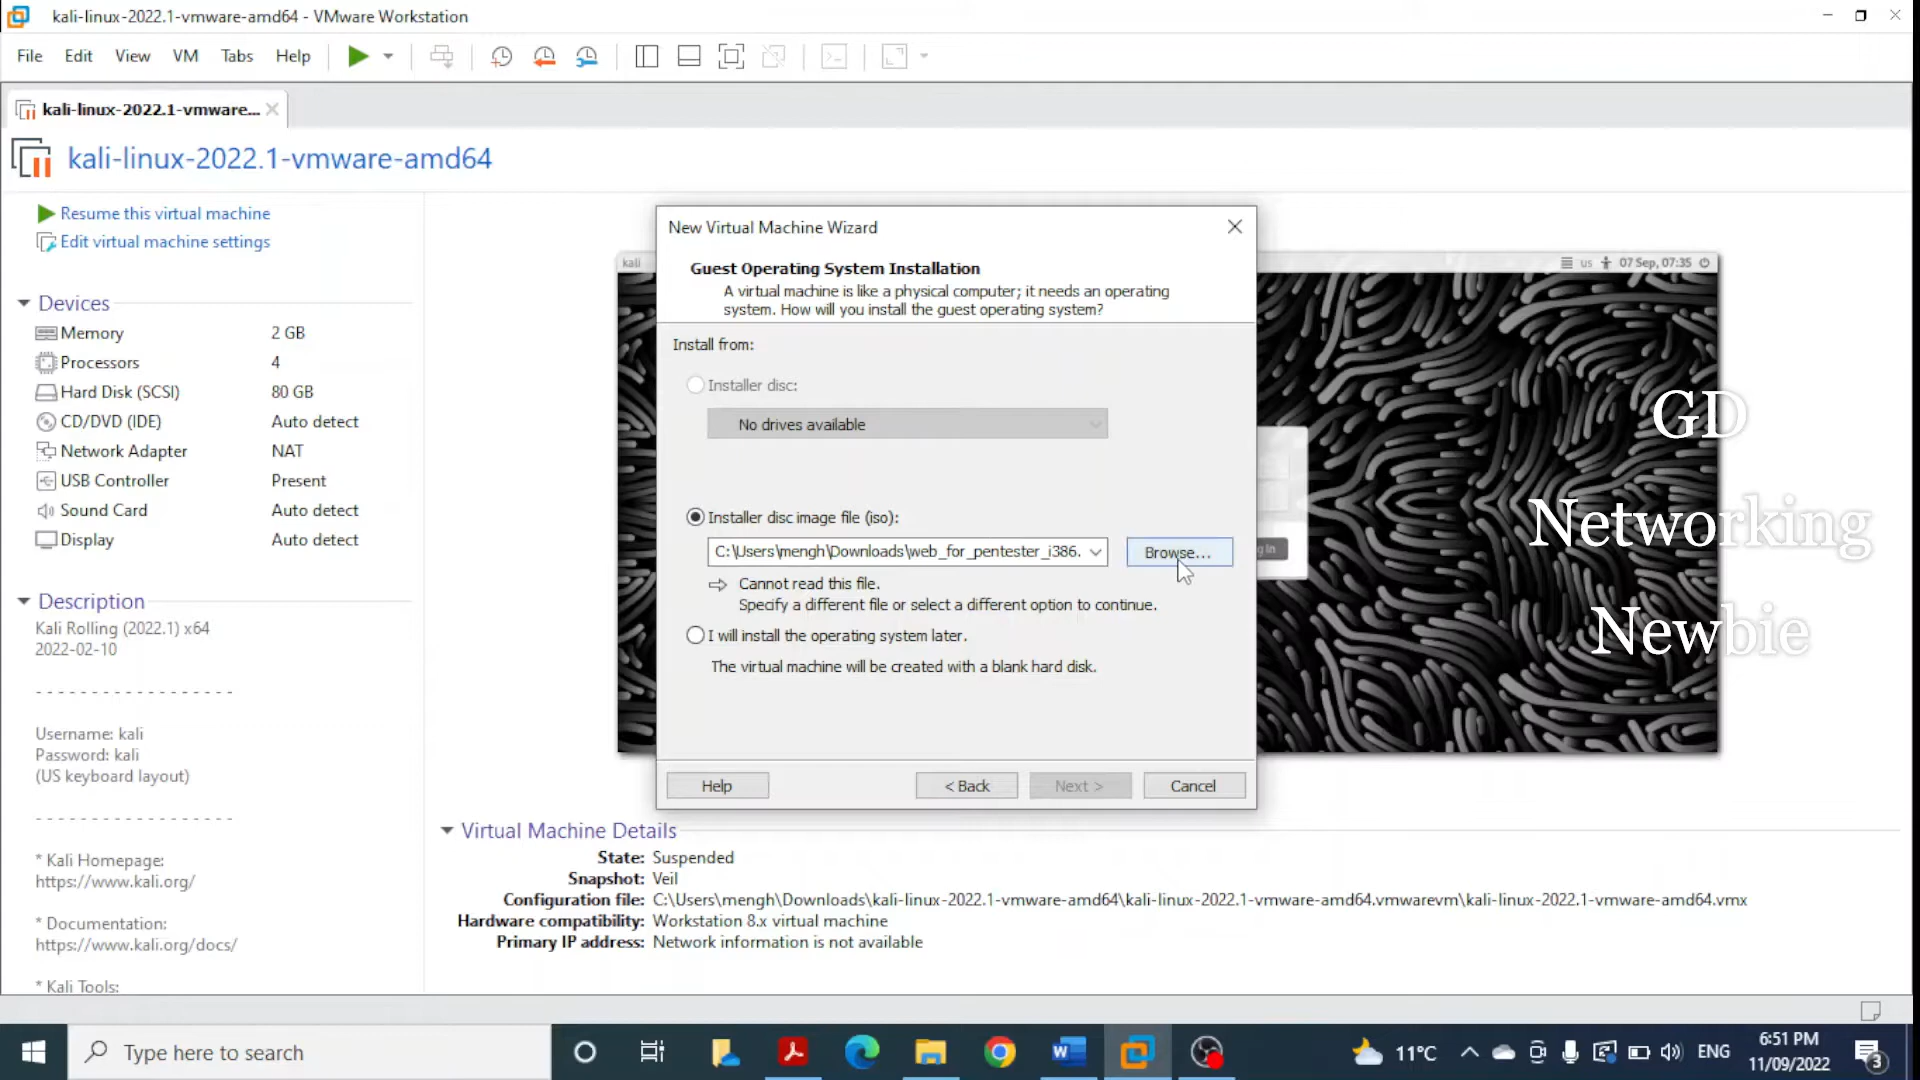 kali-linux-2022.1-vmware-amd64 - VMware Workstation
File Edit View VM Tabs Help
kali-linux-2022.1-vmware...
kali-linux-2022.1-vmware-amd64
Resume this virtual machine
Edit virtual machine settings
Devices
Memory 2 GB
Processors 4
Hard Disk (SCSI) 80 GB
CD/DVD (IDE) Auto detect
Network Adapter NAT
USB Controller Present
Sound Card Auto detect
Display Auto detect
Description
Kali Rolling (2022.1) x64
2022-02-10
- - - - - - - - - - - - - - - - - -
Username: kali
Password: kali
(US keyboard layout)
- - - - - - - - - - - - - - - - - -
* Kali Homepage:
https://www.kali.org/
* Documentation:
https://www.kali.org/docs/
* Kali Tools:
kali
us 07 Sep, 07:35
New Virtual Machine Wizard
Guest Operating System Installation
A virtual machine is like a physical computer; it needs an operating
system. How will you install the guest operating system?
Install from:
Installer disc:
No drives available
Installer disc image file (iso):
C:\Users\mengh\Downloads\web_for_pentester_i386.
Browse...
Cannot read this file.
Specify a different file or select a different option to continue.
I will install the operating system later.
The virtual machine will be created with a blank hard disk.
Help < Back Next > Cancel
GD
Networking
Newbie
Virtual Machine Details
State: Suspended
Snapshot: Veil
Configuration file: C:\Users\mengh\Downloads\kali-linux-2022.1-vmware-amd64\kali-linux-2022.1-vmware-amd64.vmwarevm\kali-linux-2022.1-vmware-amd64.vmx
Hardware compatibility: Workstation 8.x virtual machine
Primary IP address: Network information is not available
Type here to search
11°C
ENG
6:51 PM
11/09/2022
3